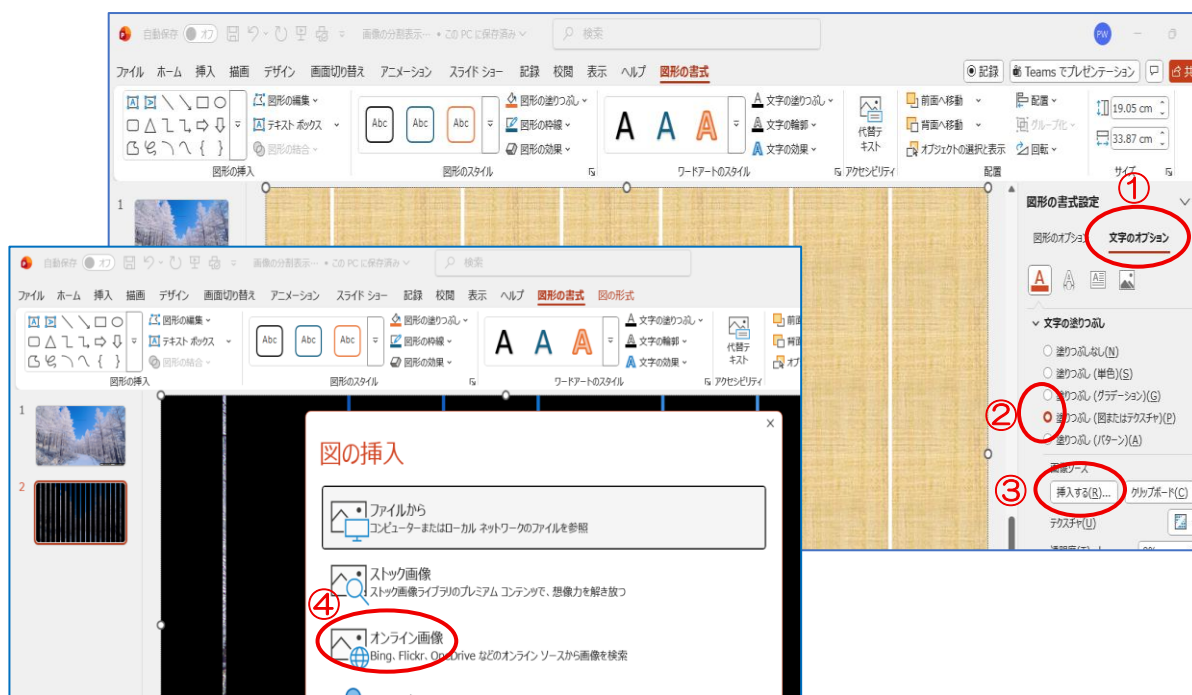 自動保存 オフ 画像の分割表示… • この PC に保存済み 検索 PW
ファイル ホーム 挿入 描画 デザイン 画面切り替え アニメーション スライド ショー 記録 校閲 表示 ヘルプ 図形の書式 記録 Teams でプレゼンテーション
図形の編集 図形の塗りつぶし 文字の塗りつぶし 前面へ移動 配置 19.05 cm
テキスト ボックス Abc Abc Abc 図形の枠線 A A A 文字の輪郭 代替テキスト 背面へ移動 グループ化 33.87 cm
図形の結合 図形の効果 文字の効果 オブジェクトの選択と表示 回転
図形の挿入 図形のスタイル ワードアートのスタイル アクセシビリティ 配置 サイズ
①
1
図形の書式設定
図形のオプション 文字のオプション
文字の塗りつぶし
塗りつぶしなし(N)
塗りつぶし (単色)(S)
塗りつぶし (グラデーション)(G)
② 塗りつぶし (図またはテクスチャ)(P)
塗りつぶし (パターン)(A)
画像ソース
③ 挿入する(R)... クリップボード(C)
テクスチャ(U)
自動保存 オフ 画像の分割表示… • この PC に保存済み 検索
ファイル ホーム 挿入 描画 デザイン 画面切り替え アニメーション スライド ショー 記録 校閲 表示 ヘルプ 図形の書式 図の形式
図形の編集 図形の塗りつぶし 文字の塗りつぶし
テキスト ボックス Abc Abc Abc 図形の枠線 A A A 文字の輪郭 代替テキスト
図形の結合 図形の効果 文字の効果
図形の挿入 図形のスタイル ワードアートのスタイル アクセシビリティ
1
2
図の挿入
ファイルから
コンピューターまたはローカル ネットワークのファイルを参照
ストック画像
ストック画像ライブラリのプレミアム コンテンツで、想像力を解き放つ
④
オンライン画像
Bing、Flickr、OneDrive などのオンライン ソースから画像を検索